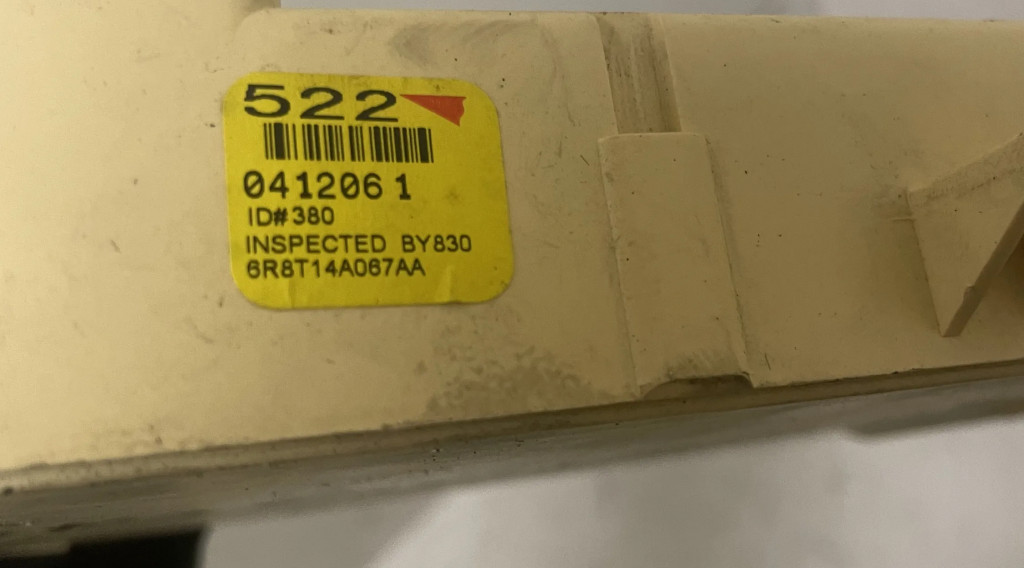 522
0412061
ID#380
INSPECTED BY830
6R8T14A067AA